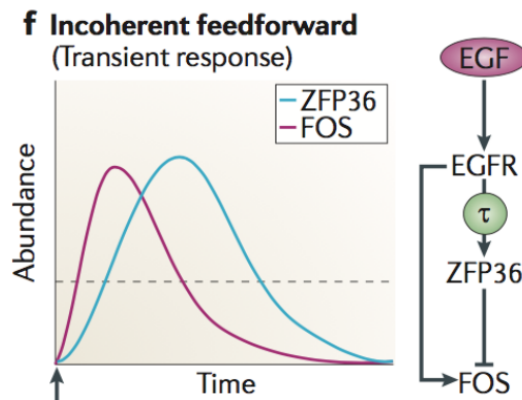 f Incoherent feedforward
(Transient response)
ZFP36
FOS
Abundance
Time
EGF
EGFR
τ
ZFP36
FOS